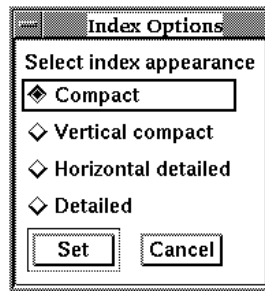 Index Options
Select index appearance
Compact
Vertical compact
Horizontal detailed
Detailed
Set Cancel